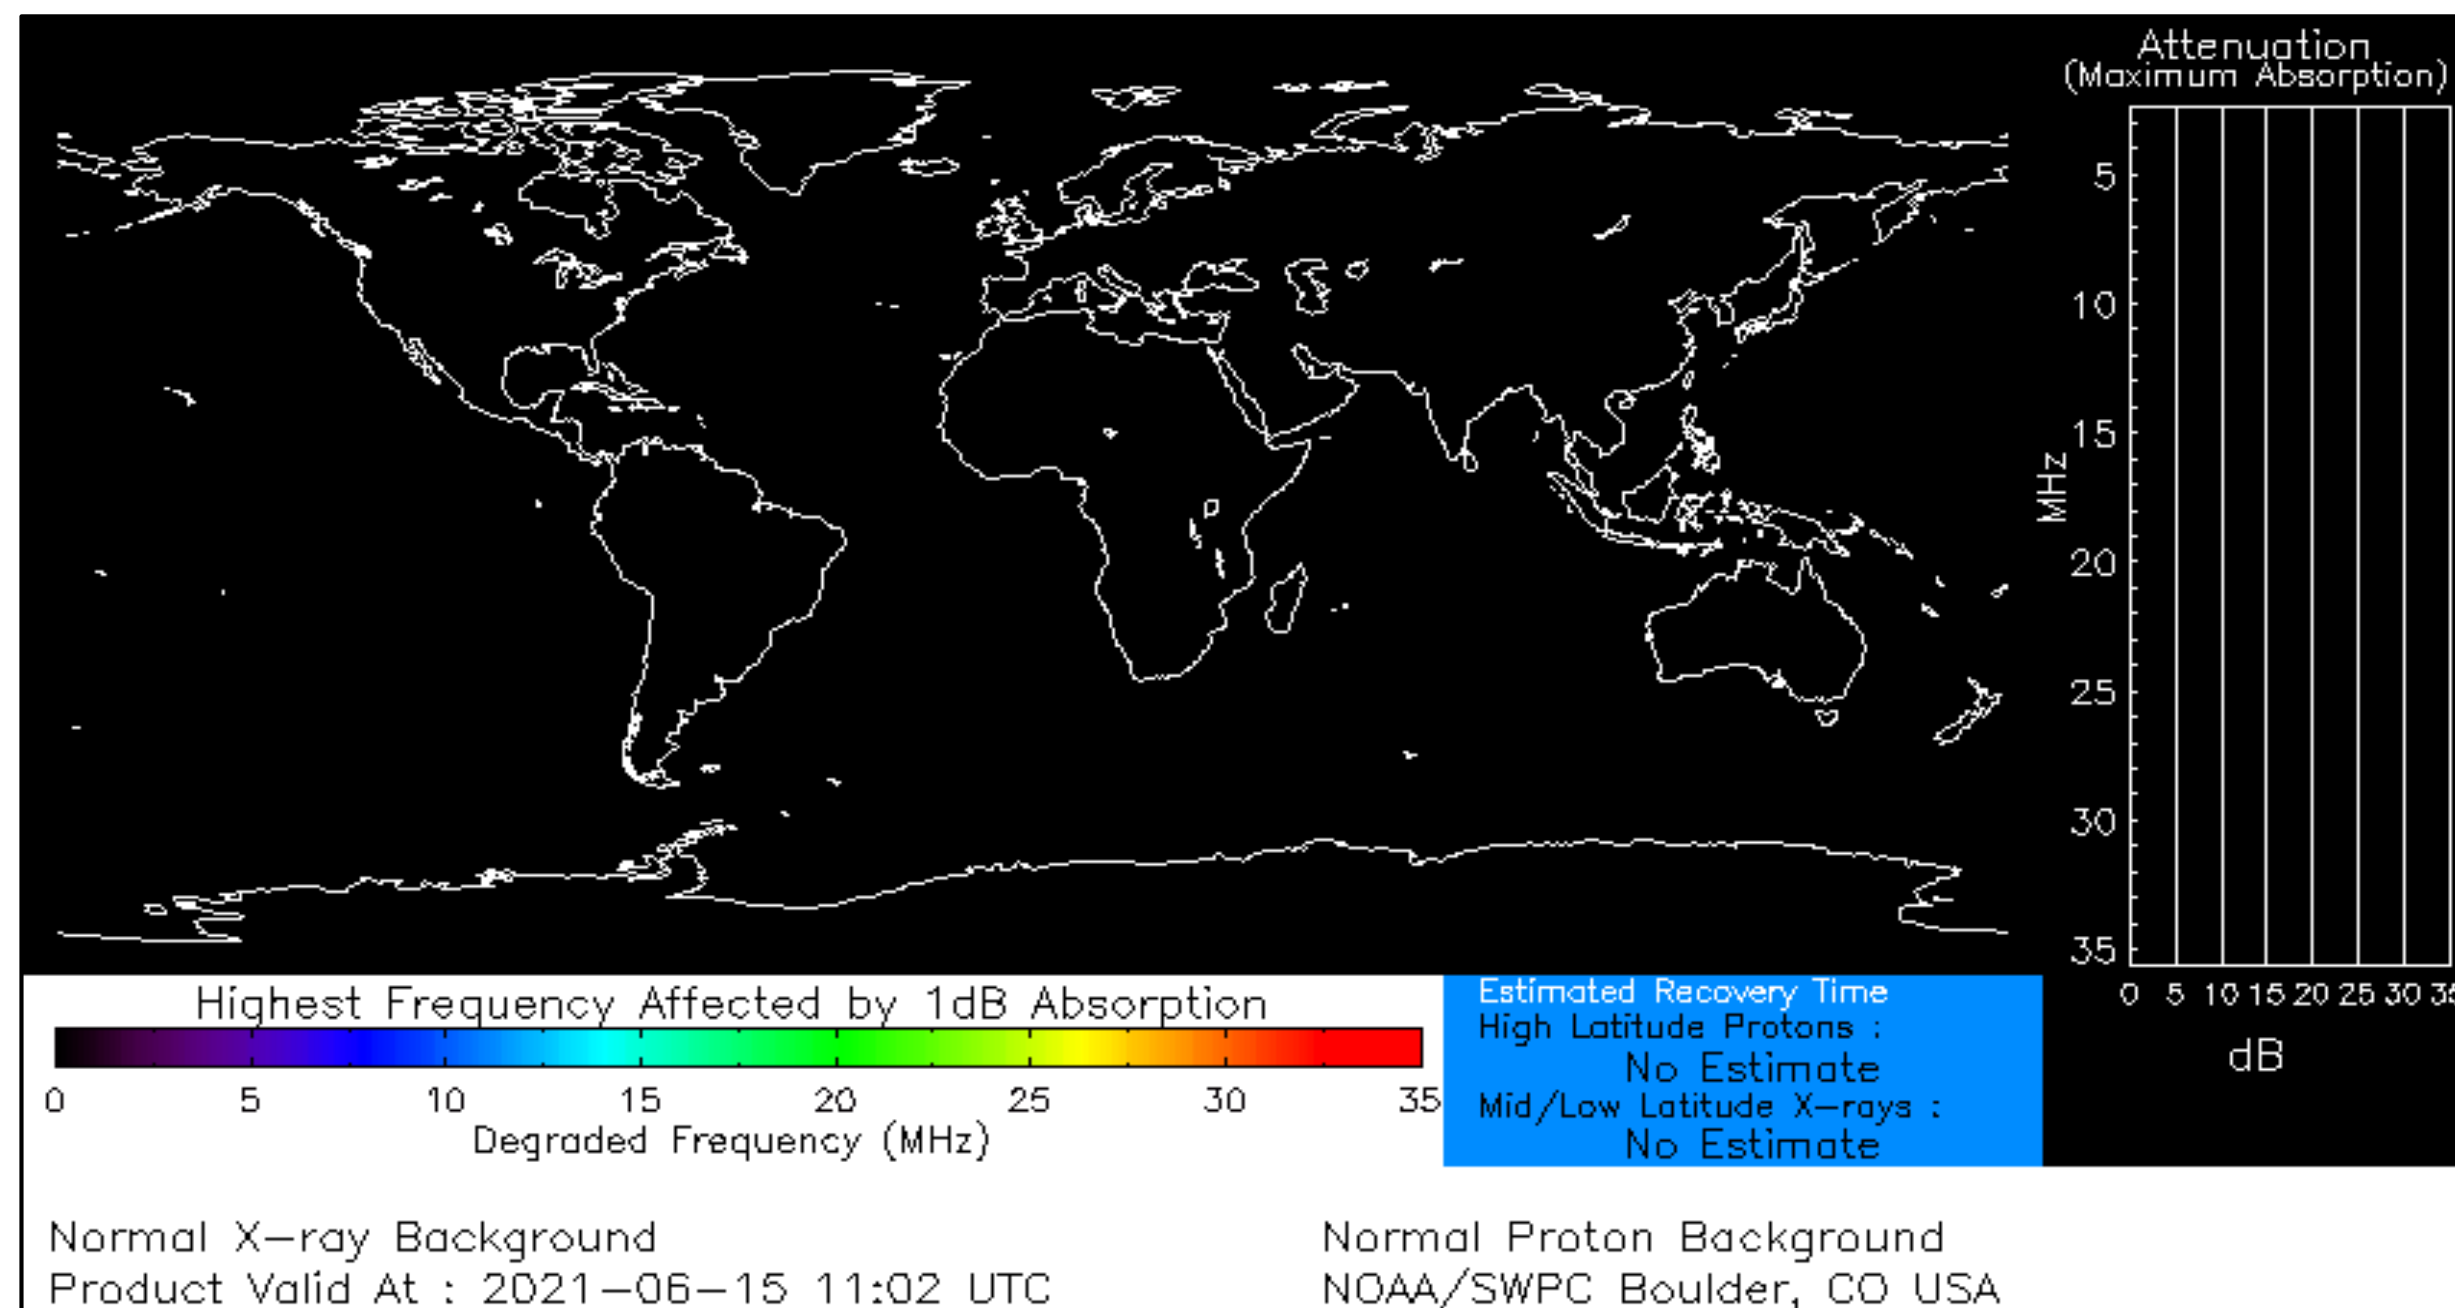 Attenuation
(Maximum Absorption)
5
10
15
20
25
30
35
MHz
0 5 10 15 20 25 30
dB
Highest Frequency Affected by 1dB Absorption
0 5 10 15 20 25 30 35
Degraded Frequency (MHz)
Estimated Recovery Time
High Latitude Protons :
No Estimate
Mid/Low Latitude X-rays :
No Estimate
Normal X-ray Background
Normal Proton Background
Product Valid At : 2021-06-15 11:02 UTC
NOAA/SWPC Boulder, CO USA